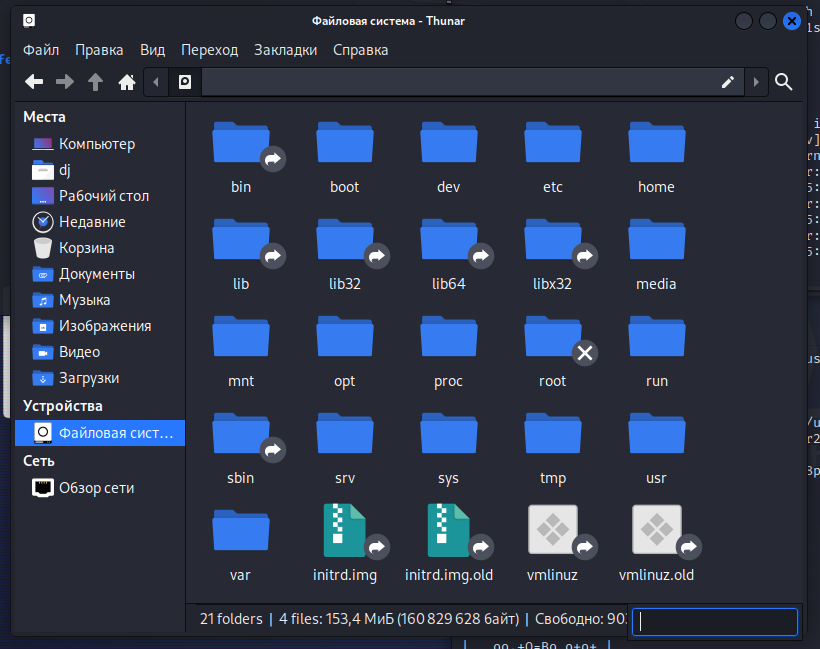 Файловая система - Thunar
Файл Правка Вид Переход Закладки Справка
Места
Компьютер
dj
Рабочий стол
Недавние
Корзина
Документы
Музыка
Изображения
Видео
Загрузки
Устройства
Файловая сист...
Сеть
Обзор сети
bin boot dev etc home
lib lib32 lib64 libx32 media
mnt opt proc root run
sbin srv sys tmp usr
var initrd.img initrd.img.old vmlinuz vmlinuz.old
21 folders | 4 files: 153,4 МиБ (160 829 628 байт) | Свободно: